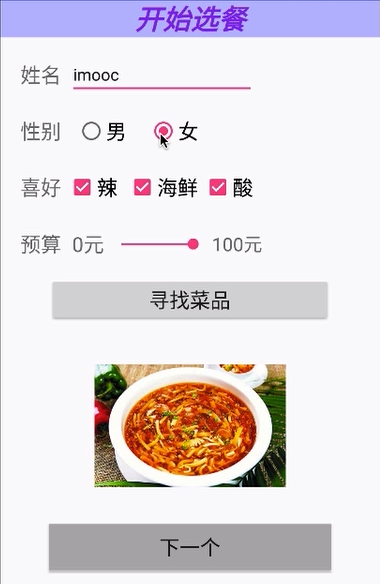 开始选餐
姓名 imooc
性别 男 女
喜好 辣 海鲜 酸
预算 0元 100元
寻找菜品
下一个